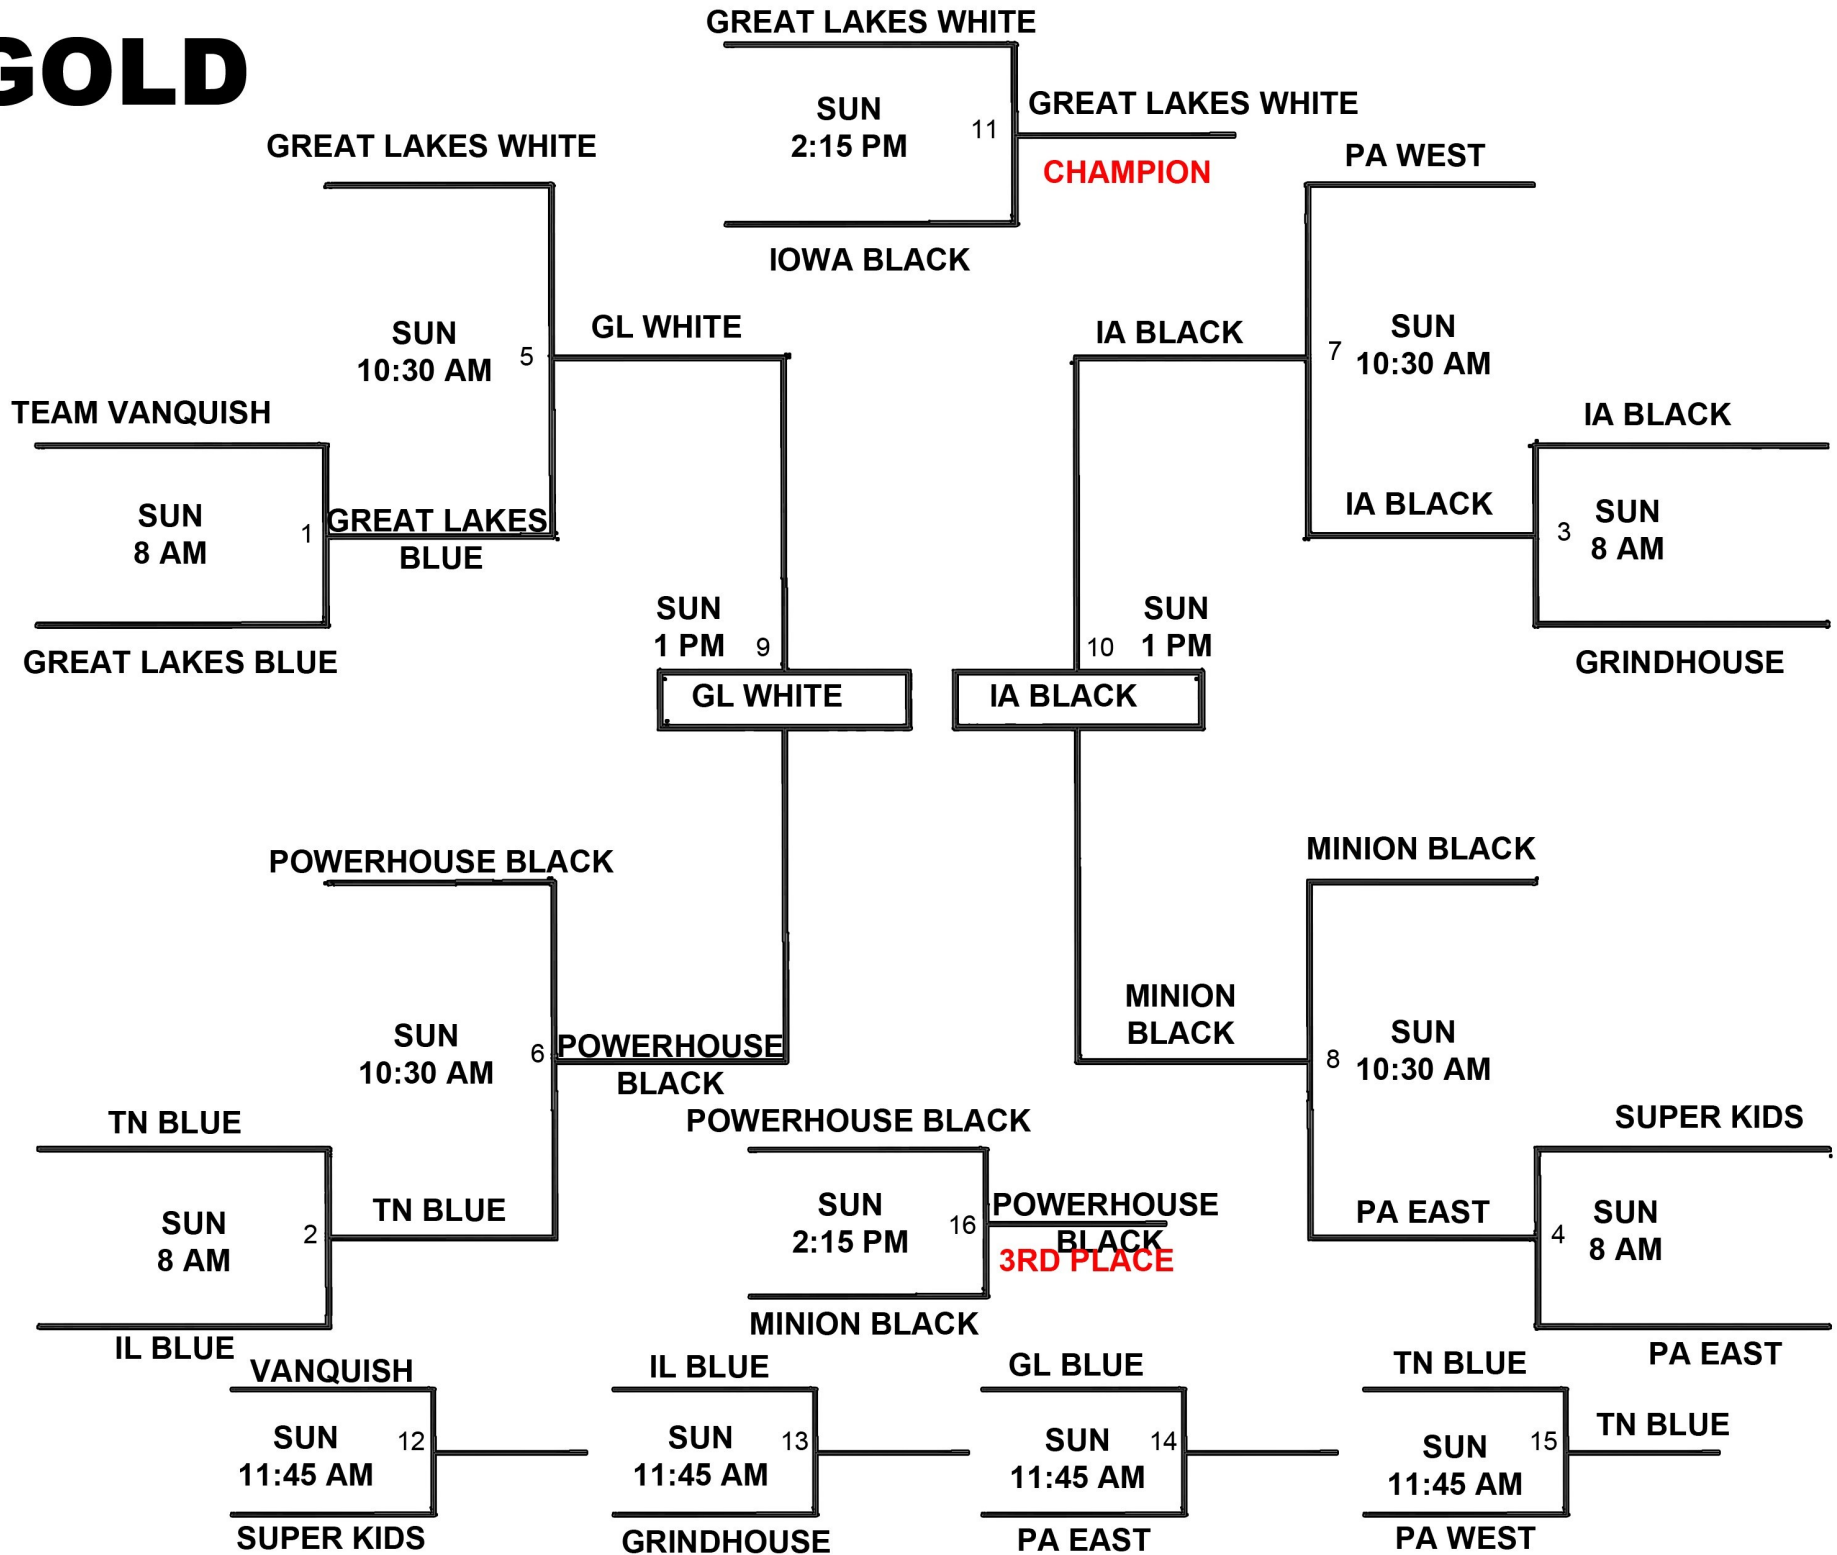 GOLD
GREAT LAKES WHITE
SUN
2:15 PM
11
GREAT LAKES WHITE
CHAMPION
IOWA BLACK
GREAT LAKES WHITE
SUN
10:30 AM
5
GL WHITE
TEAM VANQUISH
SUN
8 AM
1
GREAT LAKES
BLUE
GREAT LAKES BLUE
PA WEST
IA BLACK
7
SUN
10:30 AM
IA BLACK
IA BLACK
3
SUN
8 AM
GRINDHOUSE
SUN
1 PM
9
GL WHITE
SUN
1 PM
10
IA BLACK
POWERHOUSE BLACK
SUN
10:30 AM
6
POWERHOUSE
BLACK
TN BLUE
SUN
8 AM
2
TN BLUE
IL BLUE
MINION BLACK
MINION
BLACK
8
SUN
10:30 AM
SUPER KIDS
PA EAST
4
SUN
8 AM
PA EAST
POWERHOUSE BLACK
SUN
2:15 PM
16
POWERHOUSE
BLACK
3RD PLACE
MINION BLACK
VANQUISH
SUN
11:45 AM
12
SUPER KIDS
IL BLUE
SUN
11:45 AM
13
GRINDHOUSE
GL BLUE
SUN
11:45 AM
14
PA EAST
TN BLUE
SUN
11:45 AM
15
TN BLUE
PA WEST